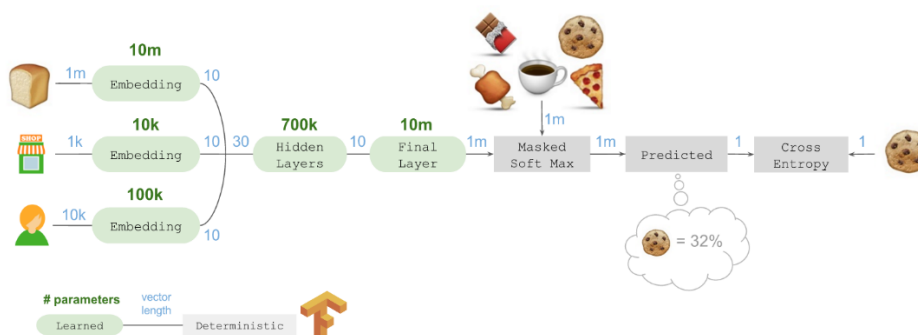 10m
1m
Embedding
10
SHOP
10k
1k
Embedding
10
100k
10k
Embedding
10
30
700k
Hidden
Layers
10
10m
Final
Layer
1m
1m
Masked
Soft Max
1m
Predicted
1
Cross
Entropy
1
= 32%
# parameters
vector
length
Learned
Deterministic